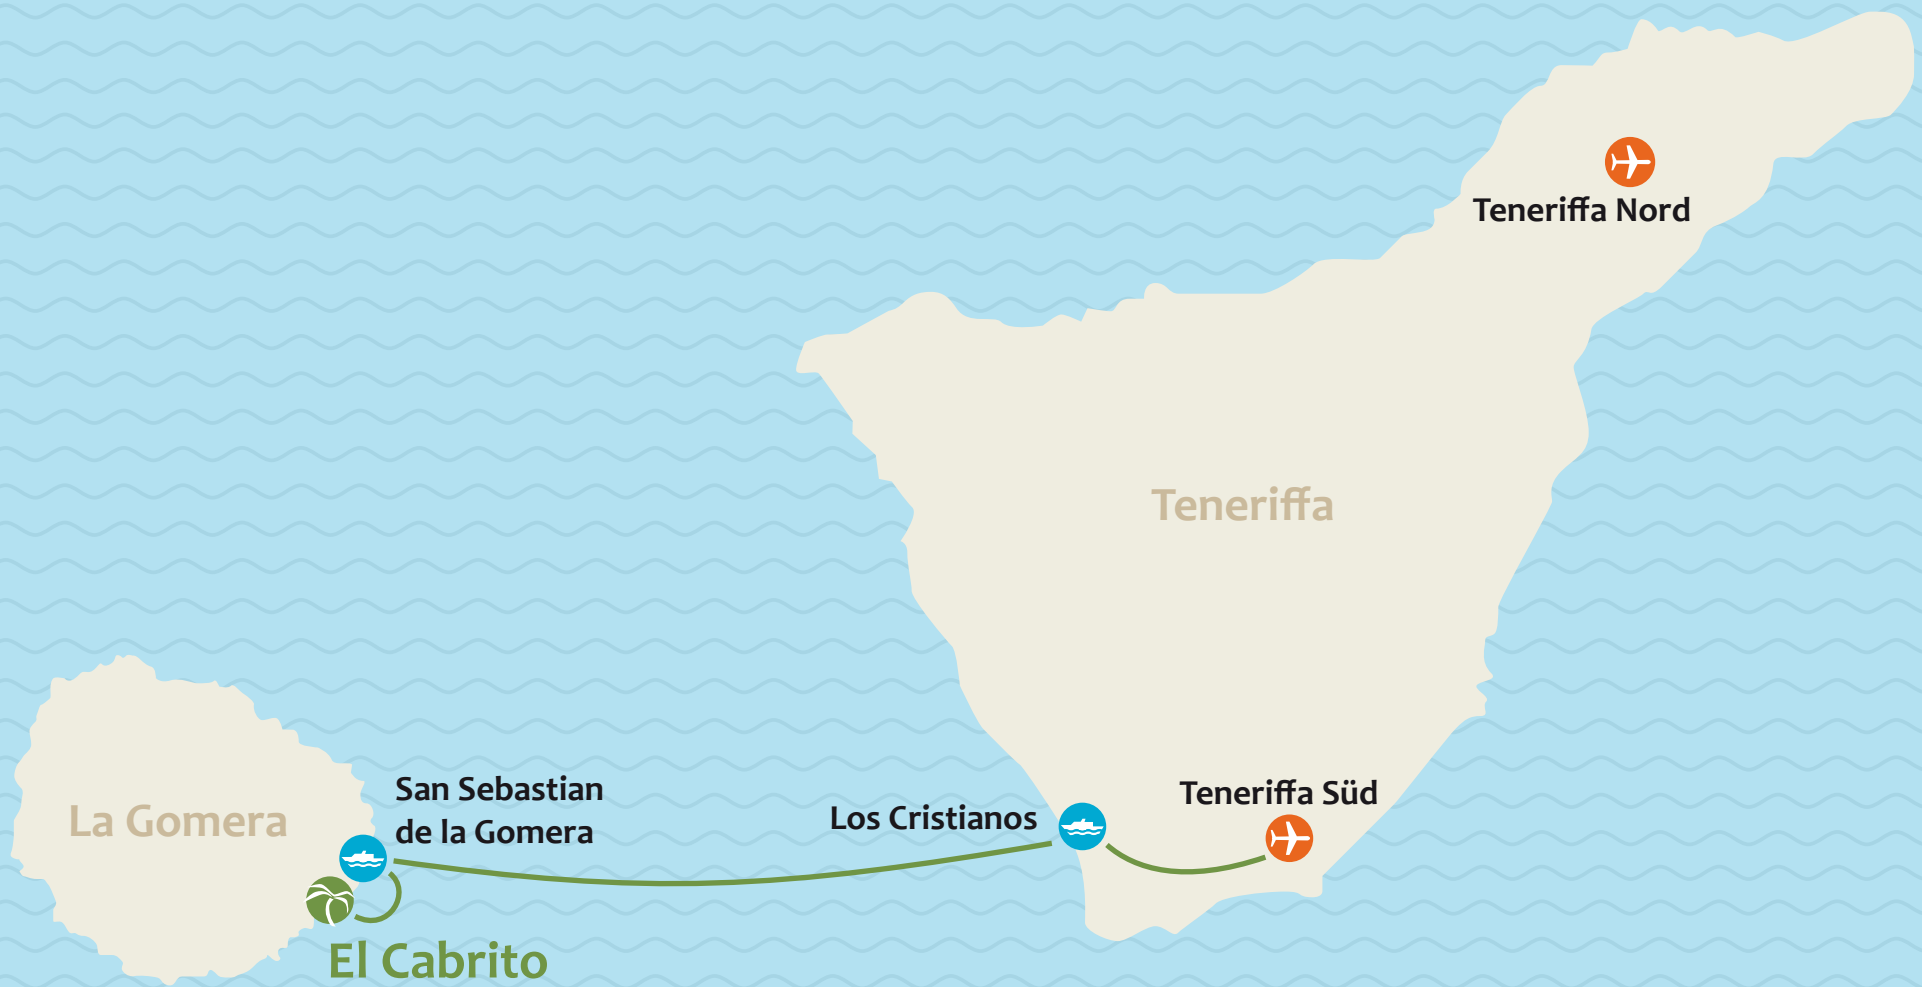 Teneriffa Nord
Teneriffa
San Sebastian
de la Gomera
La Gomera
Los Cristianos
Teneriffa Süd
El Cabrito